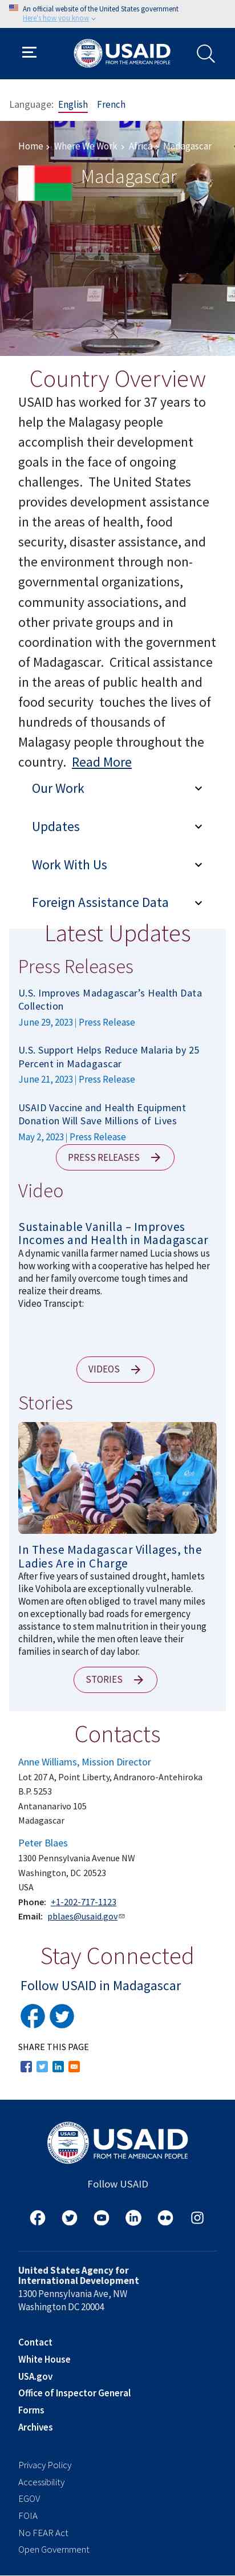 An official website of the United States government
Here's how you know
USAID
FROM THE AMERICAN PEOPLE
Language: English French
Home > Where We Work > Africa > Madagascar
Madagascar
Country Overview
USAID has worked for 37 years to
help the Malagasy people
accomplish their development
goals in the face of ongoing
challenges. The United States
provides development assistance
in the areas of health, food
security, disaster assistance, and
the environment through non-
governmental organizations,
community associations, and
other private groups and in
consultation with the government
of Madagascar. Critical assistance
in the areas of public health and
food security touches the lives of
hundreds of thousands of
Malagasy people throughout the
country. Read More
Our Work
Updates
Work With Us
Foreign Assistance Data
Latest Updates
Press Releases
U.S. Improves Madagascar's Health Data
Collection
June 29, 2023 | Press Release
U.S. Support Helps Reduce Malaria by 25
Percent in Madagascar
June 21, 2023 | Press Release
USAID Vaccine and Health Equipment
Donation Will Save Millions of Lives
May 2, 2023 | Press Release
PRESS RELEASES
Video
Sustainable Vanilla – Improves
Incomes and Health in Madagascar
A dynamic vanilla farmer named Lucia shows us
how working with a cooperative has helped her
and her family overcome tough times and
realize their dreams.
Video Transcipt:
VIDEOS
Stories
In These Madagascar Villages, the
Ladies Are in Charge
After five years of sustained drought, hamlets
like Vohibola are exceptionally vulnerable.
Women are often obliged to travel many miles
on exceptionally bad roads for emergency
assistance to stem malnutrition in their young
children, while the men often leave their
families in search of day labor.
STORIES
Contacts
Anne Williams, Mission Director
Lot 207 A, Point Liberty, Andranoro-Antehiroka
B.P. 5253
Antananarivo 105
Madagascar
Peter Blaes
1300 Pennsylvania Avenue NW
Washington, DC 20523
USA
Phone: +1-202-717-1123
Email: pblaes@usaid.gov
Stay Connected
Follow USAID in Madagascar
SHARE THIS PAGE
USAID
FROM THE AMERICAN PEOPLE
Follow USAID
United States Agency for
International Development
1300 Pennsylvania Ave, NW
Washington DC 20004
Contact
White House
USA.gov
Office of Inspector General
Forms
Archives
Privacy Policy
Accessibility
EGOV
FOIA
No FEAR Act
Open Government